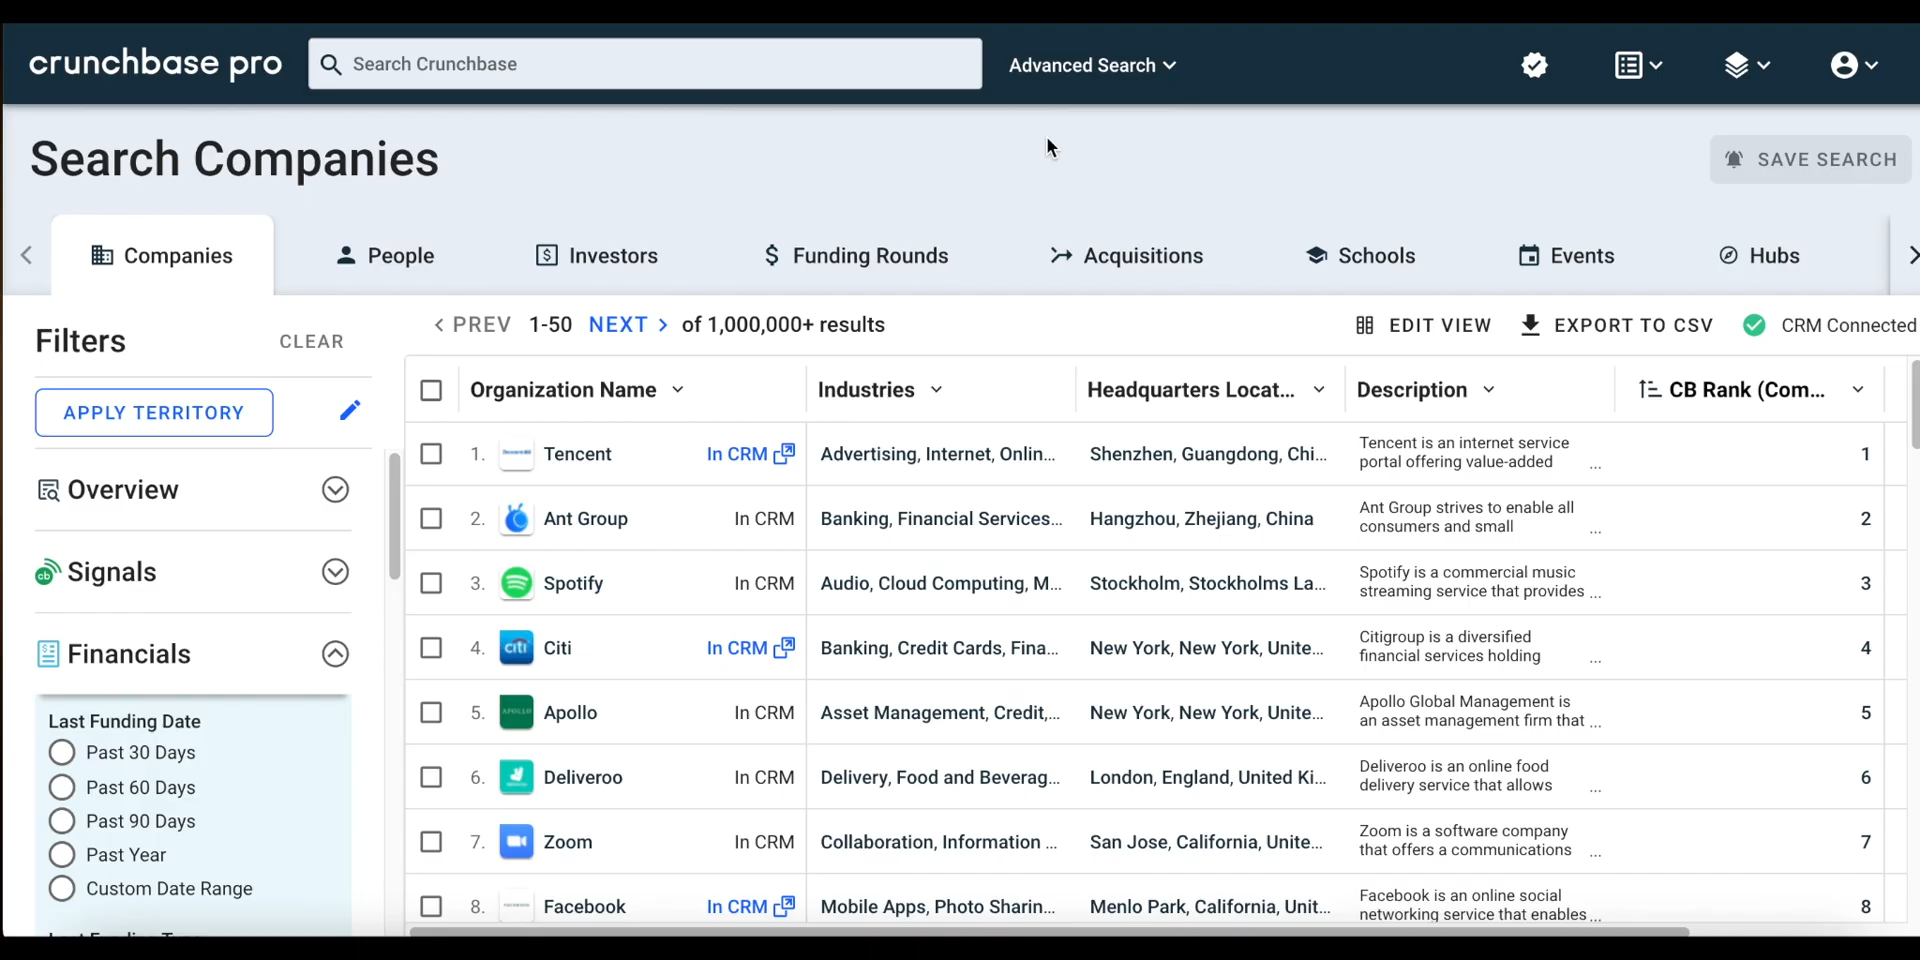 crunchbase pro
Search Crunchbase
Advanced Search
Search Companies
SAVE SEARCH
Companies
People
Investors
Funding Rounds
Acquisitions
Schools
Events
Hubs
Filters
CLEAR
PREV 1-50 NEXT of 1,000,000+ results
EDIT VIEW
EXPORT TO CSV
CRM Connected
APPLY TERRITORY
Overview
Signals
Financials
Last Funding Date
Past 30 Days
Past 60 Days
Past 90 Days
Past Year
Custom Date Range
Organization Name
Industries
Headquarters Locat...
Description
CB Rank (Com...
1. Tencent In CRM
Advertising, Internet, Onlin...
Shenzhen, Guangdong, Chi...
Tencent is an internet service
portal offering value-added ...
1
2. Ant Group In CRM
Banking, Financial Services...
Hangzhou, Zhejiang, China
Ant Group strives to enable all
consumers and small ...
2
3. Spotify In CRM
Audio, Cloud Computing, M...
Stockholm, Stockholms La...
Spotify is a commercial music
streaming service that provides ...
3
4. citi Citi In CRM
Banking, Credit Cards, Fina...
New York, New York, Unite...
Citigroup is a diversified
financial services holding ...
4
5. APOLLO Apollo In CRM
Asset Management, Credit,...
New York, New York, Unite...
Apollo Global Management is
an asset management firm that ...
5
6. Deliveroo In CRM
Delivery, Food and Beverag...
London, England, United Ki...
Deliveroo is an online food
delivery service that allows ...
6
7. Zoom In CRM
Collaboration, Information ...
San Jose, California, Unite...
Zoom is a software company
that offers a communications ...
7
8. Facebook In CRM
Mobile Apps, Photo Sharin...
Menlo Park, California, Unit...
Facebook is an online social
networking service that enables ...
8